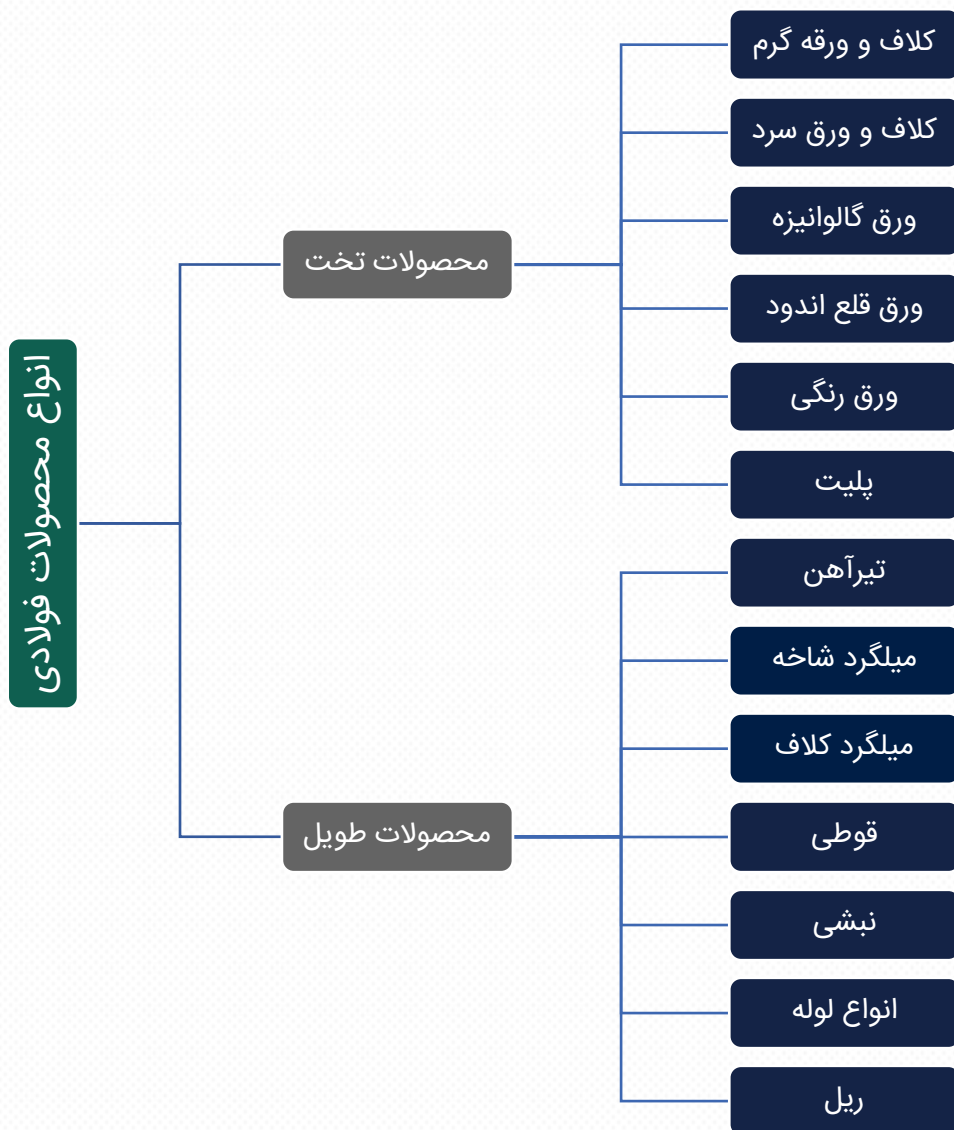 انواع محصولات فولادی
محصولات تخت
کلاف و ورقه گرم
کلاف و ورق سرد
ورق گالوانیزه
ورق قلع اندود
ورق رنگی
پلیت
محصولات طویل
تیرآهن
میلگرد شاخه
میلگرد کلاف
قوطی
نبشی
انواع لوله
ریل